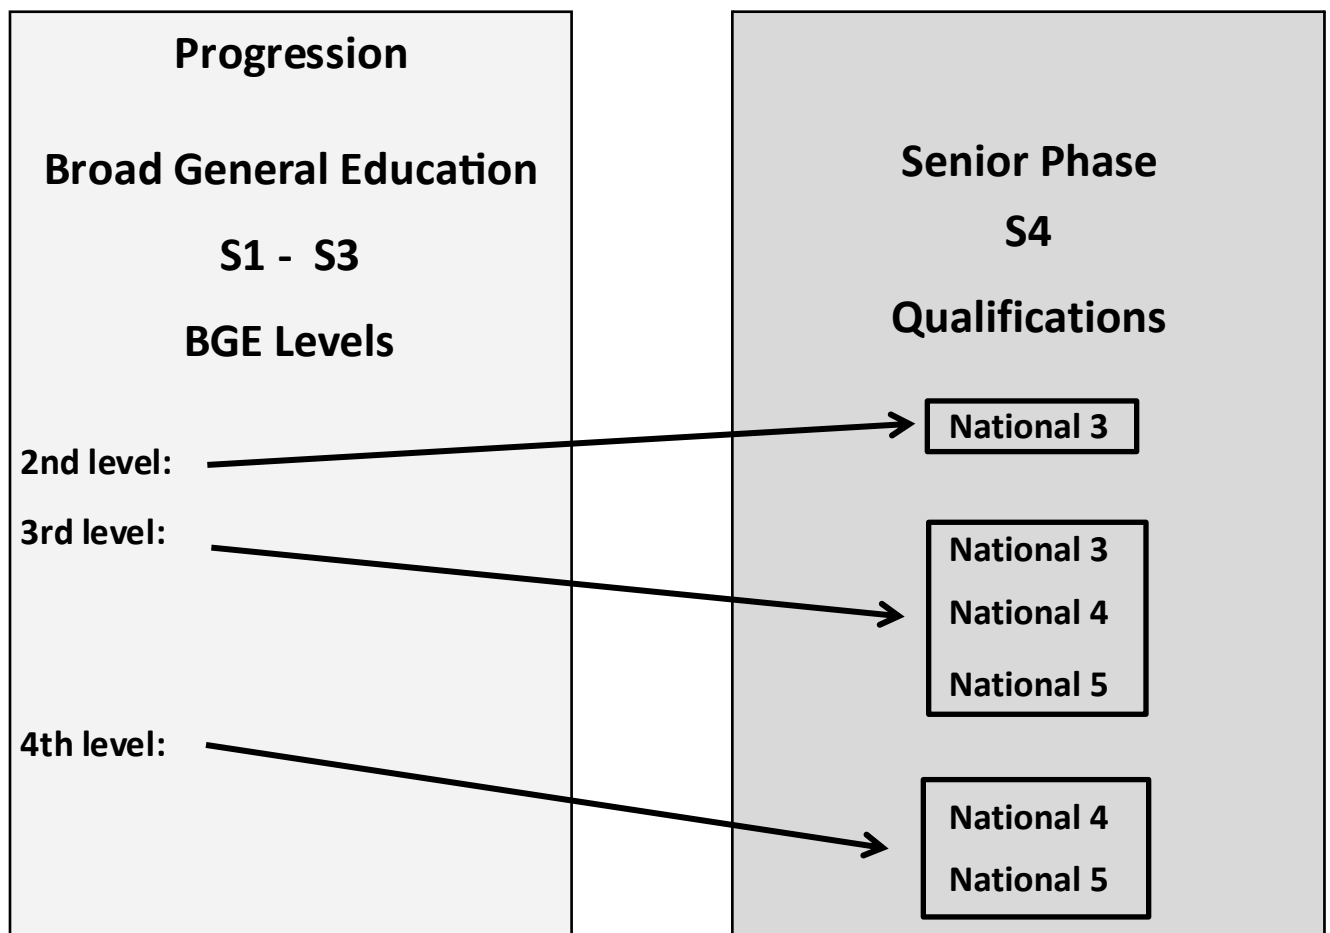 Progression
Broad General Education
S1 - S3
BGE Levels
2nd level:
3rd level:
4th level:
Senior Phase
S4
Qualifications
National 3
National 3
National 4
National 5
National 4
National 5